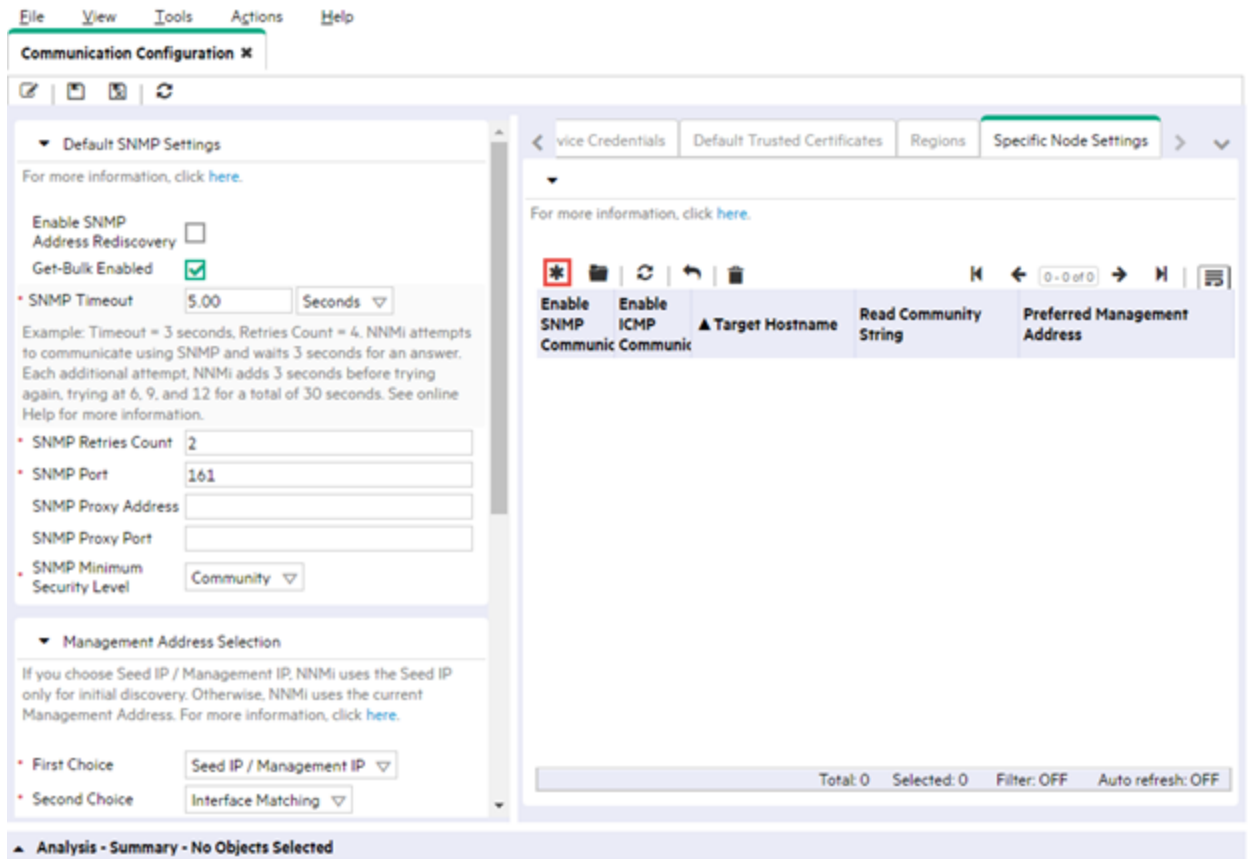 File View Tools Actions Help
Communication Configuration ✖
Default SNMP Settings
For more information, click here.
Enable SNMP
Address Rediscovery
Get-Bulk Enabled
* SNMP Timeout 5.00 Seconds
Example: Timeout = 3 seconds, Retries Count = 4. NNMi attempts
to communicate using SNMP and waits 3 seconds for an answer.
Each additional attempt, NNMi adds 3 seconds before trying
again, trying at 6, 9, and 12 for a total of 30 seconds. See online
Help for more information.
* SNMP Retries Count 2
* SNMP Port 161
SNMP Proxy Address
SNMP Proxy Port
* SNMP Minimum
Security Level Community
Management Address Selection
If you choose Seed IP / Management IP, NNMi uses the Seed IP
only for initial discovery. Otherwise, NNMi uses the current
Management Address. For more information, click here.
* First Choice Seed IP / Management IP
* Second Choice Interface Matching
vice Credentials Default Trusted Certificates Regions Specific Node Settings
For more information, click here.
0 - 0 of 0
Enable
SNMP
Communic
Enable
ICMP
Communic
▲ Target Hostname
Read Community
String
Preferred Management
Address
Total: 0 Selected: 0 Filter: OFF Auto refresh: OFF
Analysis - Summary - No Objects Selected